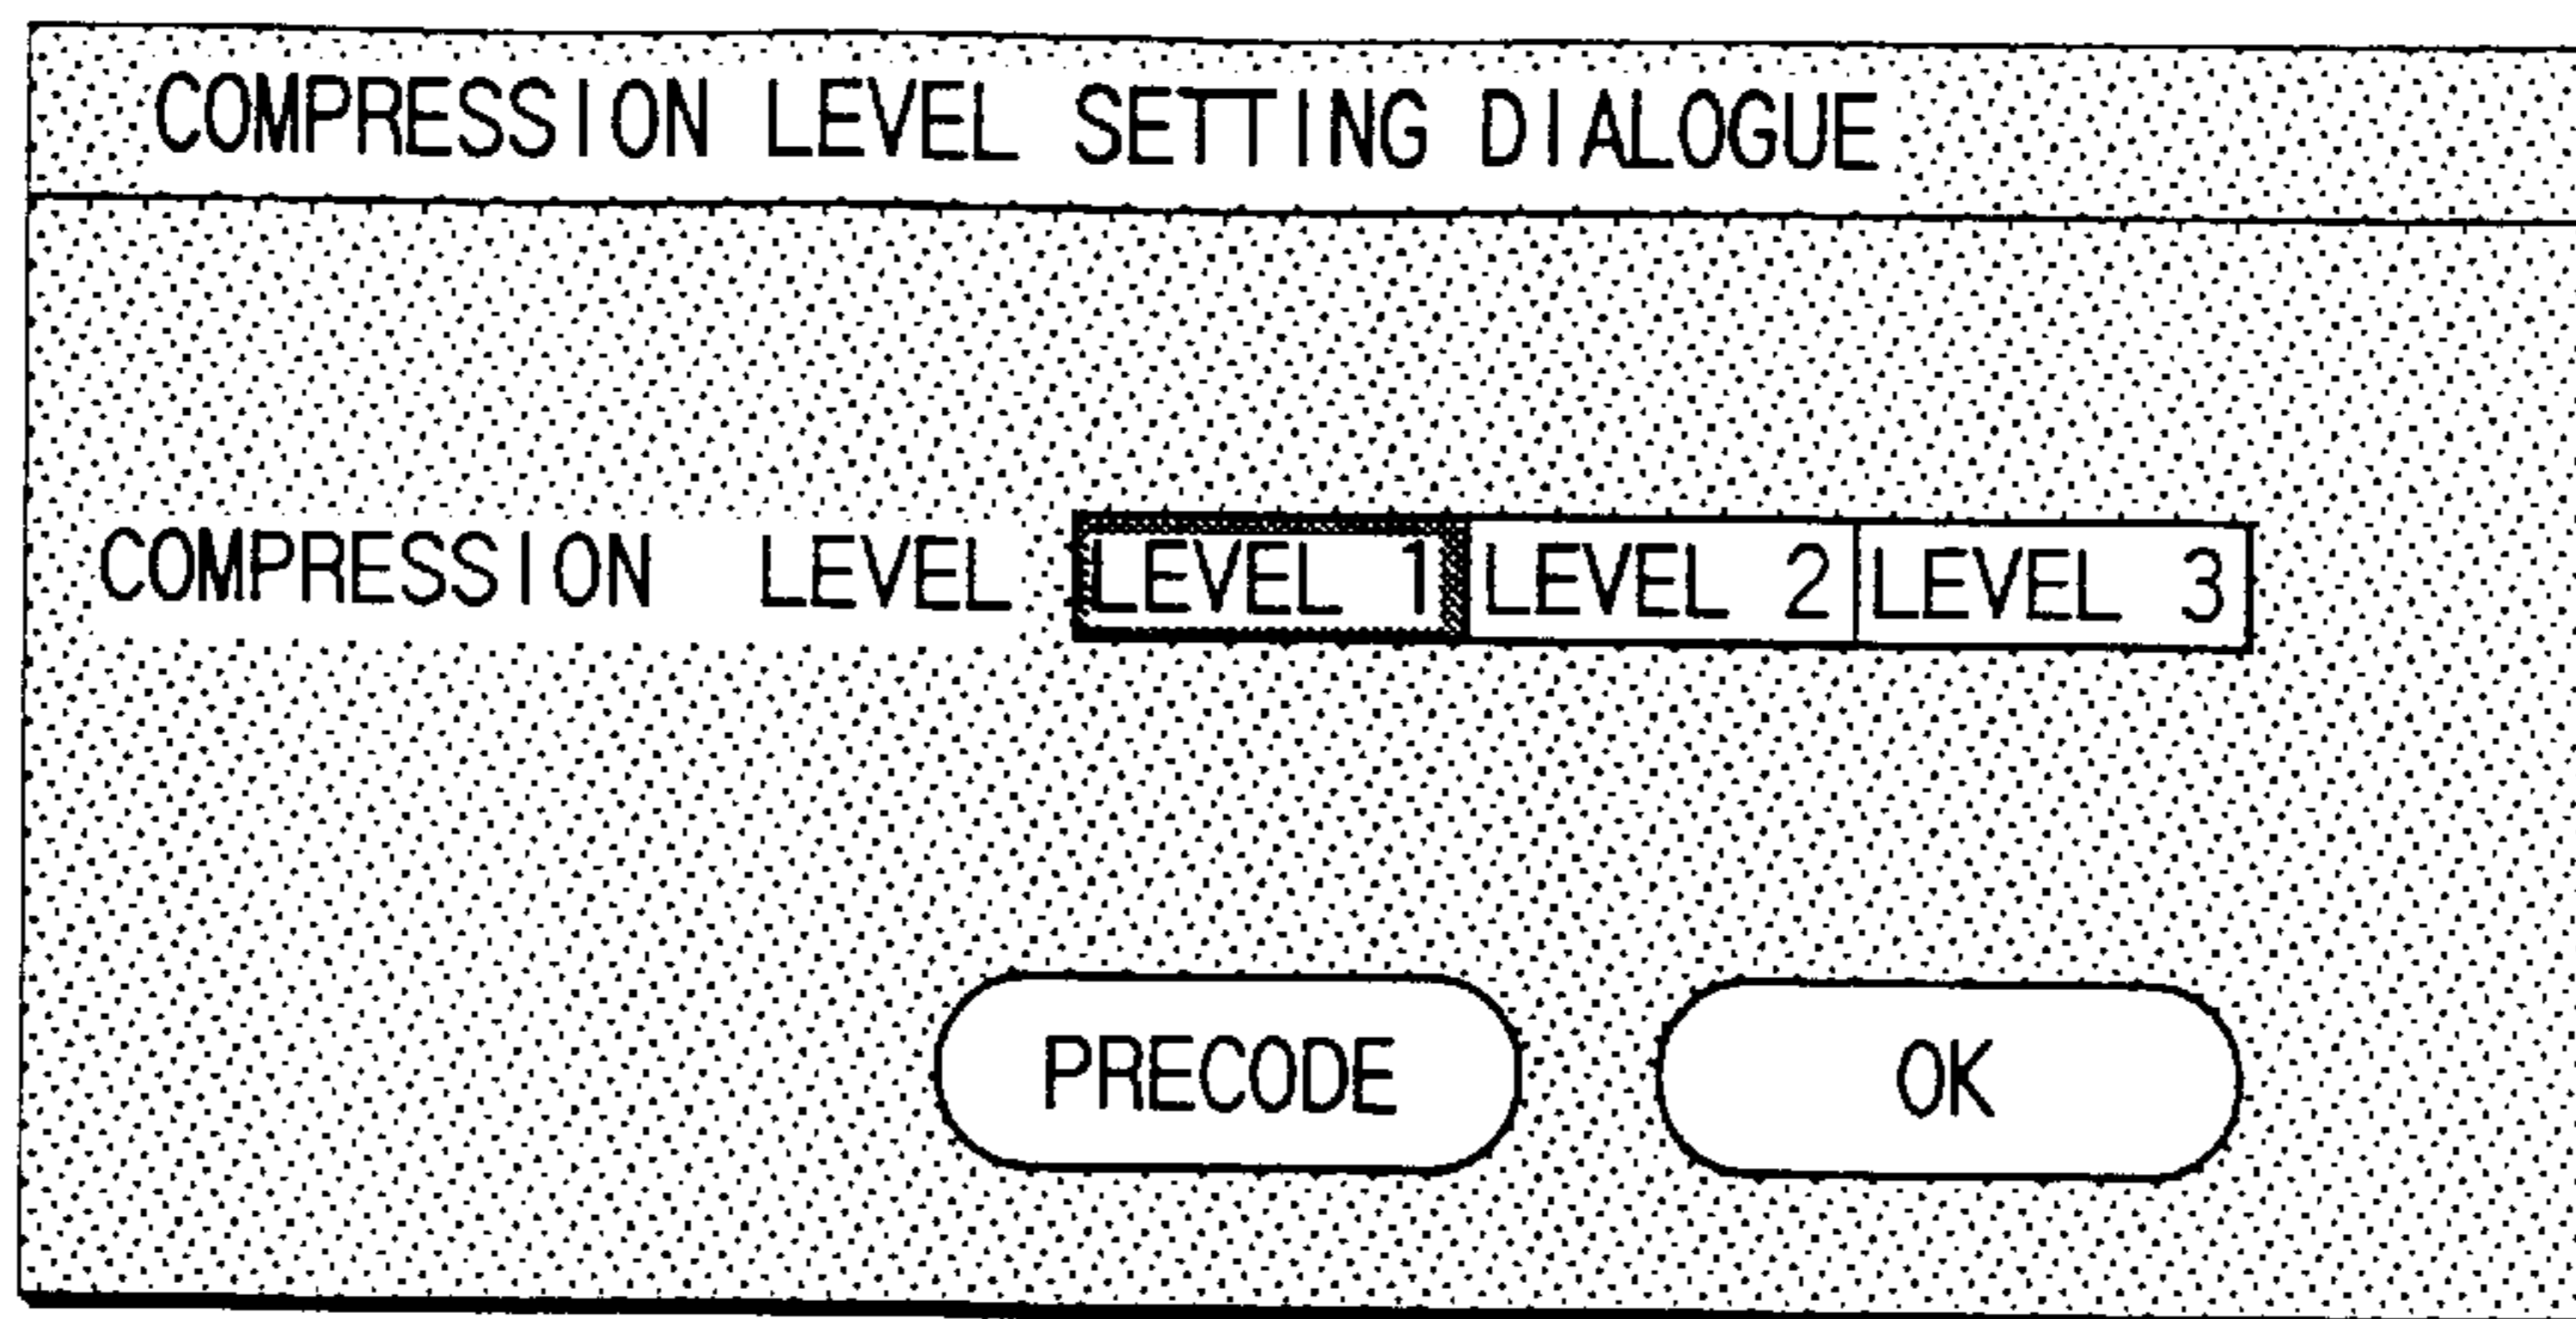 COMPRESSION LEVEL SETTING DIALOGUE
COMPRESSION LEVEL LEVEL 1 LEVEL 2 LEVEL 3
PRECODE OK